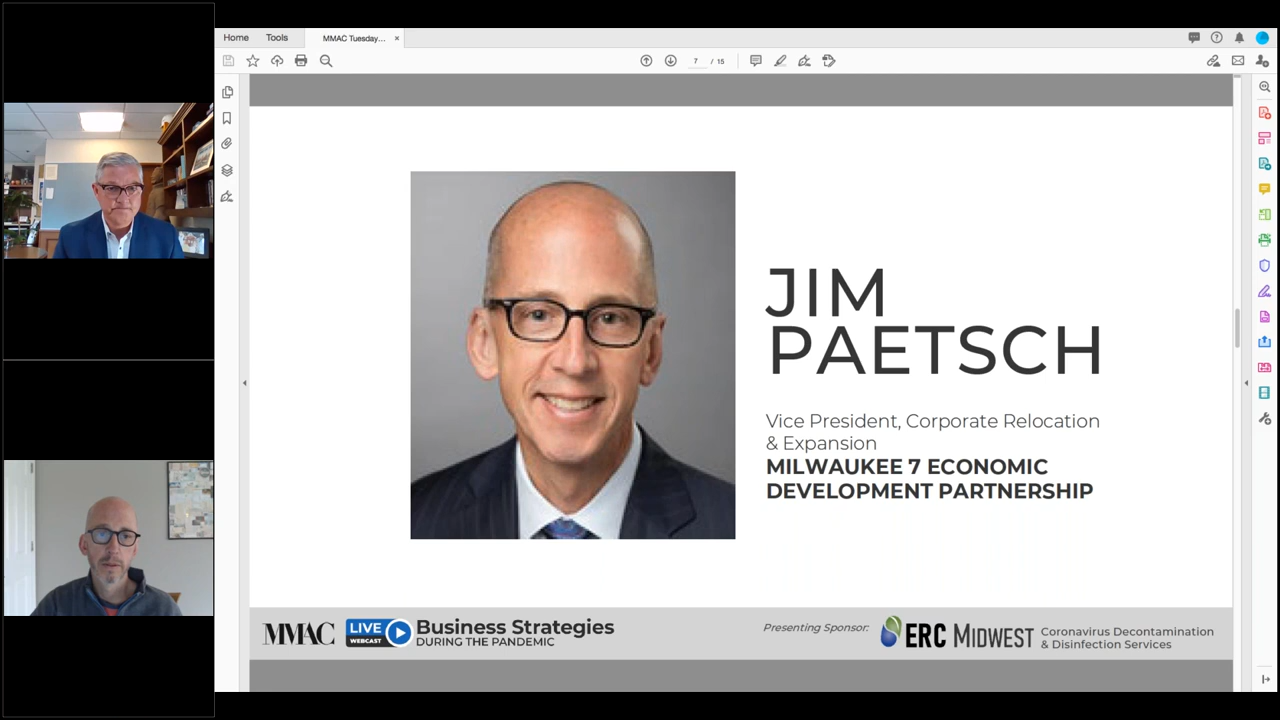 Home
Tools
MMAC Tuesday...
7 / 15
JIM
PAETSCH
Vice President, Corporate Relocation
& Expansion
MILWAUKEE 7 ECONOMIC
DEVELOPMENT PARTNERSHIP
MMAC
LIVE
WEBCAST
Business Strategies
DURING THE PANDEMIC
Presenting Sponsor:
ERC MIDWEST
Coronavirus Decontamination
& Disinfection Services